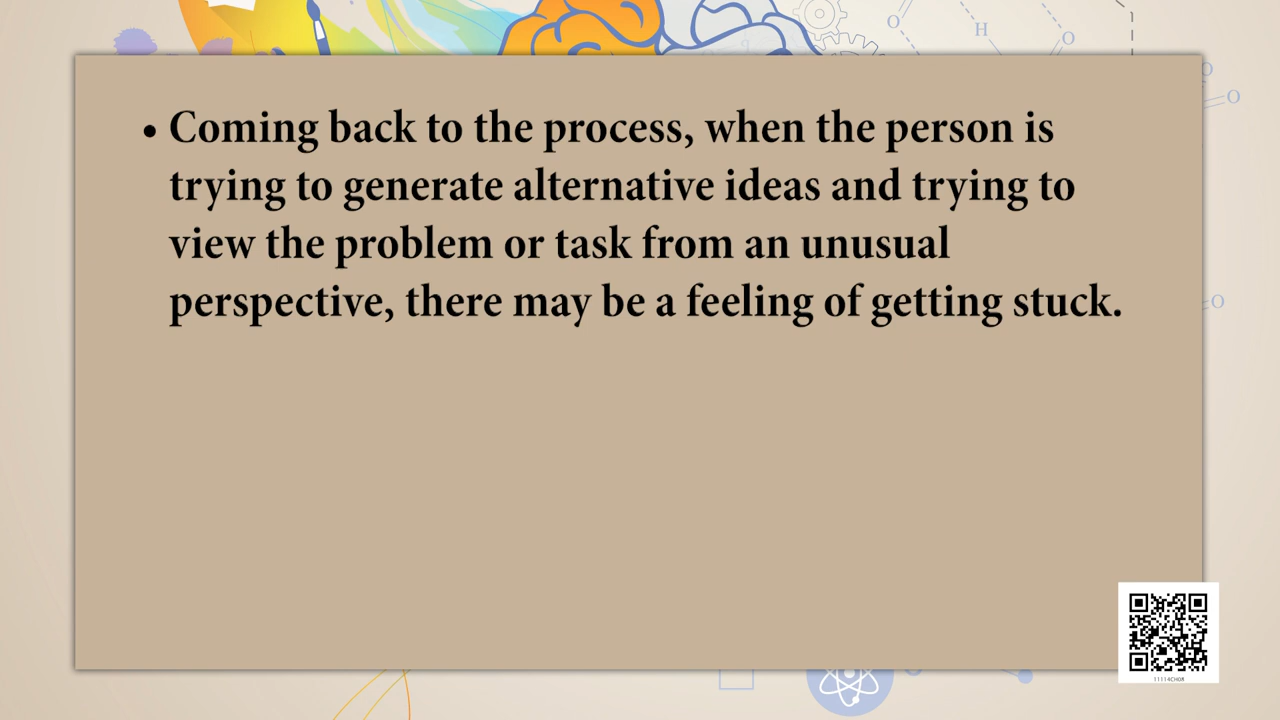 O
H
O
O
O
• Coming back to the process, when the person is
trying to generate alternative ideas and trying to
view the problem or task from an unusual
perspective, there may be a feeling of getting stuck.
O
11114CH08